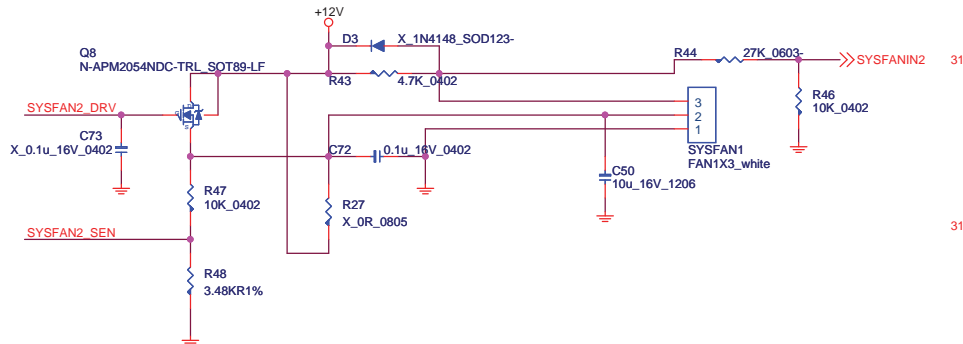 +12V
D3 X_1N4148_SOD123-
Q8
N-APM2054NDC-TRL_SOT89-LF
R44 27K_0603-
SYSFANIN2 31
R43 4.7K_0402
R46
10K_0402
SYSFAN2_DRV
3
2
1
C73
X_0.1u_16V_0402
C72 0.1u_16V_0402
SYSFAN1
FAN1X3_white
C50
10u_16V_1206
R47
10K_0402
R27
X_0R_0805
SYSFAN2_SEN
31
R48
3.48KR1%